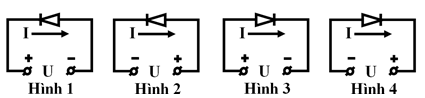 I I I I
+ - - + + - - +
U U U U
Hình 1 Hình 2 Hình 3 Hình 4